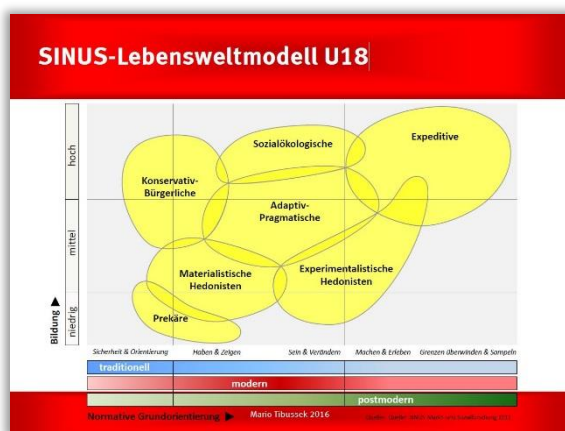 SINUS-Lebensweltmodell U18
hoch
mittel
niedrig
Bildung ▶
Sozialökologische
Expeditive
Konservativ-
Bürgerliche
Adaptiv-
Pragmatische
Materialistische
Hedonisten
Experimentalistische
Hedonisten
Prekäre
Sicherheit & Orientierung
Haben & Zeigen
Sein & Verändern
Machen & Erleben
Grenzen überwinden & Sampeln
traditionell
modern
postmodern
Normative Grundorientierung ▶
Mario Tibussek 2016